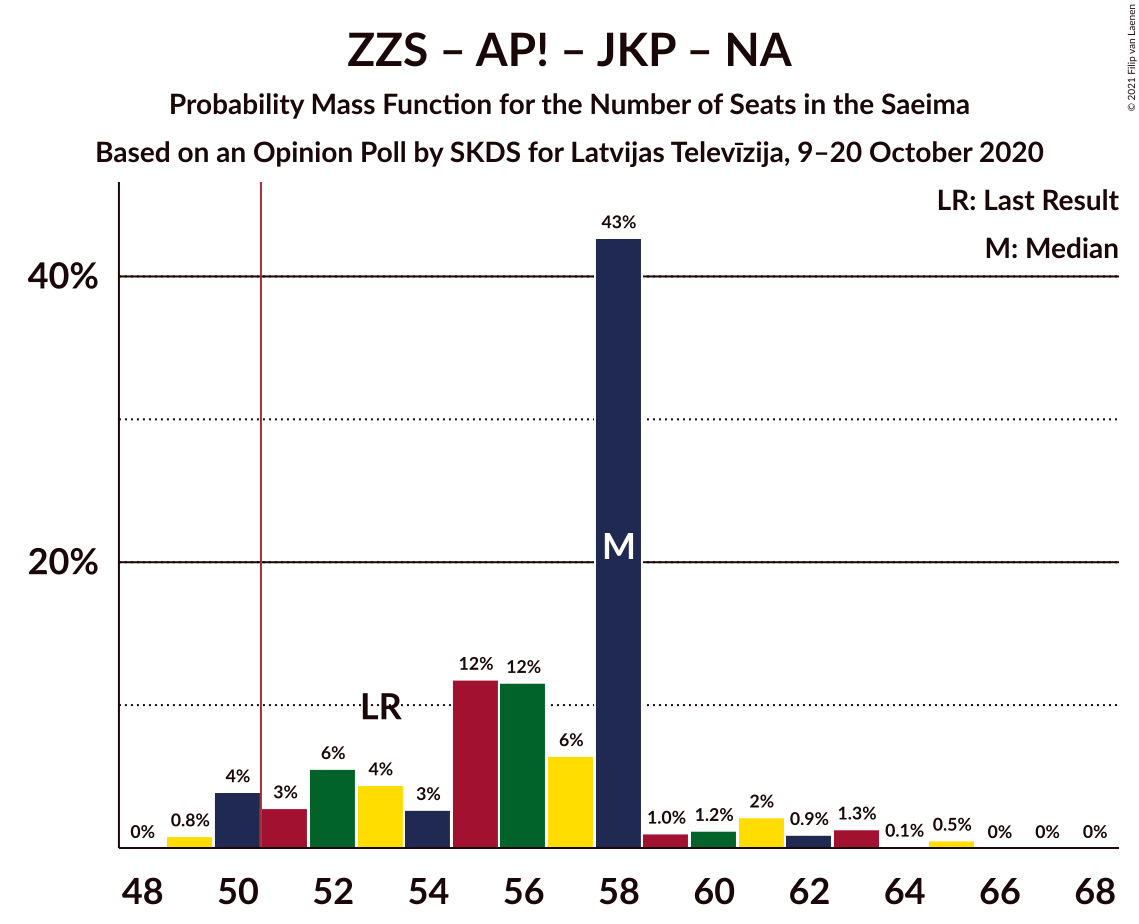 ZZS – AP! – JKP – NA
Probability Mass Function for the Number of Seats in the Saeima
Based on an Opinion Poll by SKDS for Latvijas Televīzija, 9–20 October 2020
© 2021 Filip van Laenen
LR: Last Result
M: Median
40%
20%
0%
0.8%
4%
3%
6%
4%
3%
12%
12%
6%
43%
1.0%
1.2%
2%
0.9%
1.3%
0.1%
0.5%
0%
0%
0%
LR
M
48 50 52 54 56 58 60 62 64 66 68